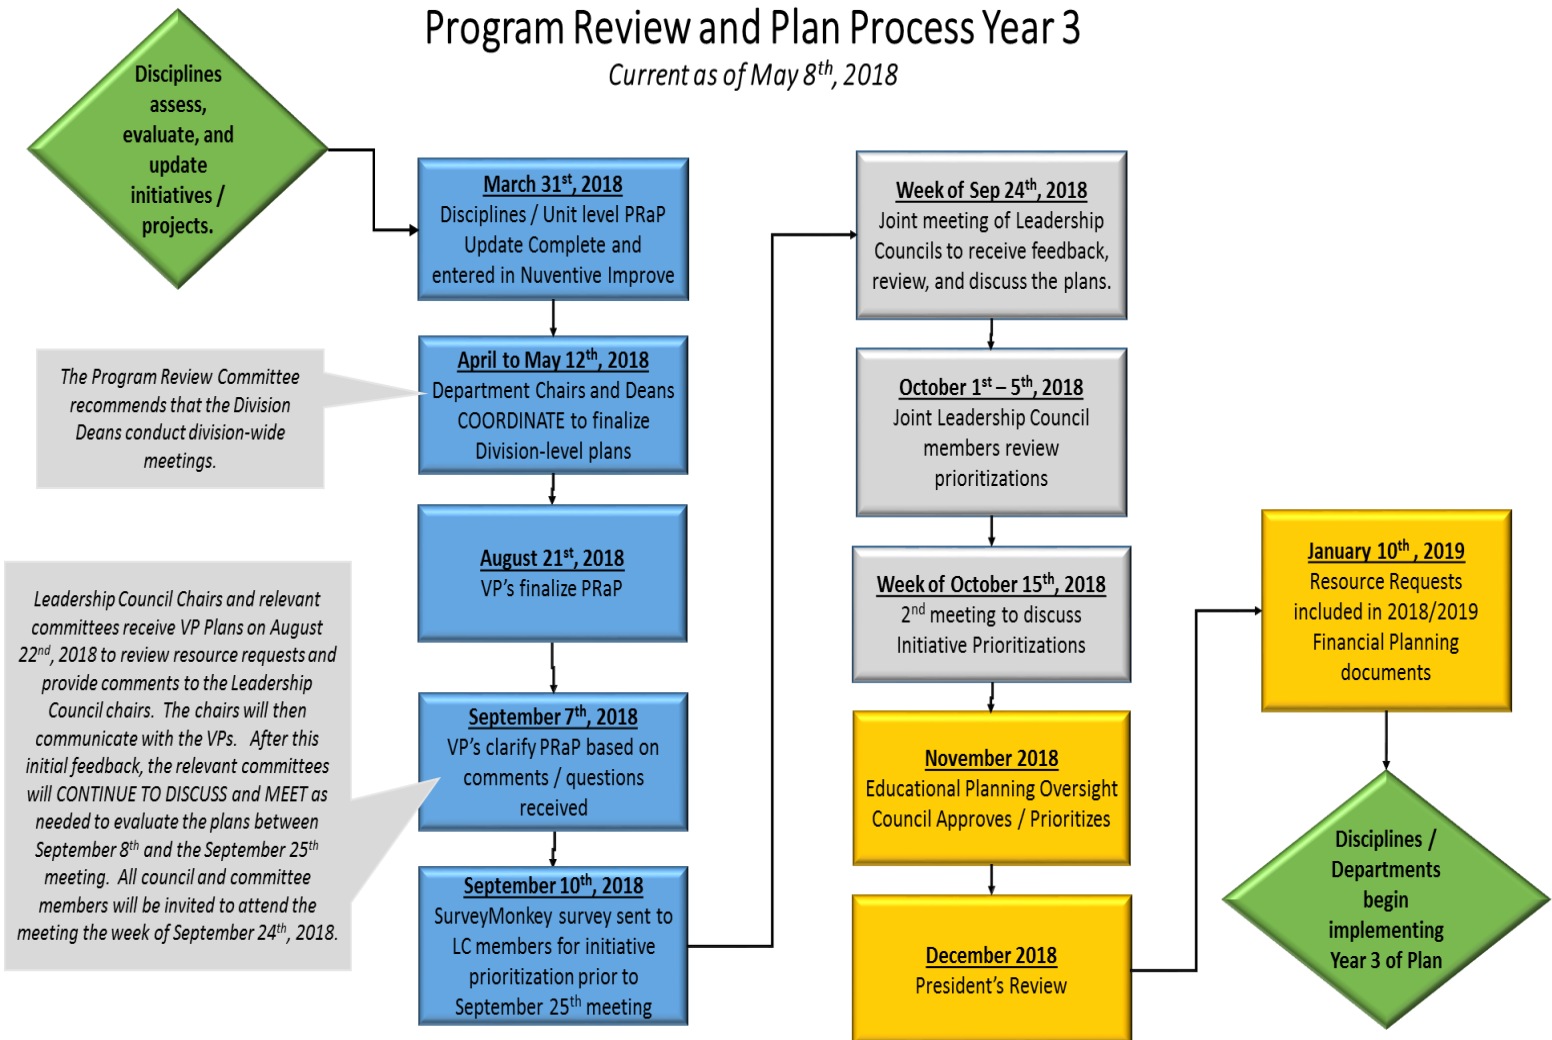 Program Review and Plan Process Year 3
Current as of May 8th, 2018
Disciplines
assess,
evaluate, and
update
initiatives /
projects.
March 31st, 2018
Disciplines / Unit level PRaP
Update Complete and
entered in Nuventive Improve
April to May 12th, 2018
Department Chairs and Deans
COORDINATE to finalize
Division-level plans
The Program Review Committee
recommends that the Division
Deans conduct division-wide
meetings.
August 21st, 2018
VP's finalize PRaP
Leadership Council Chairs and relevant
committees receive VP Plans on August
22nd, 2018 to review resource requests and
provide comments to the Leadership
Council chairs. The chairs will then
communicate with the VPs. After this
initial feedback, the relevant committees
will CONTINUE TO DISCUSS and MEET as
needed to evaluate the plans between
September 8th and the September 25th
meeting. All council and committee
members will be invited to attend the
meeting the week of September 24th, 2018.
September 7th, 2018
VP's clarify PRaP based on
comments / questions
received
September 10th, 2018
SurveyMonkey survey sent to
LC members for initiative
prioritization prior to
September 25th meeting
Week of Sep 24th, 2018
Joint meeting of Leadership
Councils to receive feedback,
review, and discuss the plans.
October 1st – 5th, 2018
Joint Leadership Council
members review
prioritizations
Week of October 15th, 2018
2nd meeting to discuss
Initiative Prioritizations
November 2018
Educational Planning Oversight
Council Approves / Prioritizes
December 2018
President's Review
January 10th, 2019
Resource Requests
included in 2018/2019
Financial Planning
documents
Disciplines /
Departments
begin
implementing
Year 3 of Plan